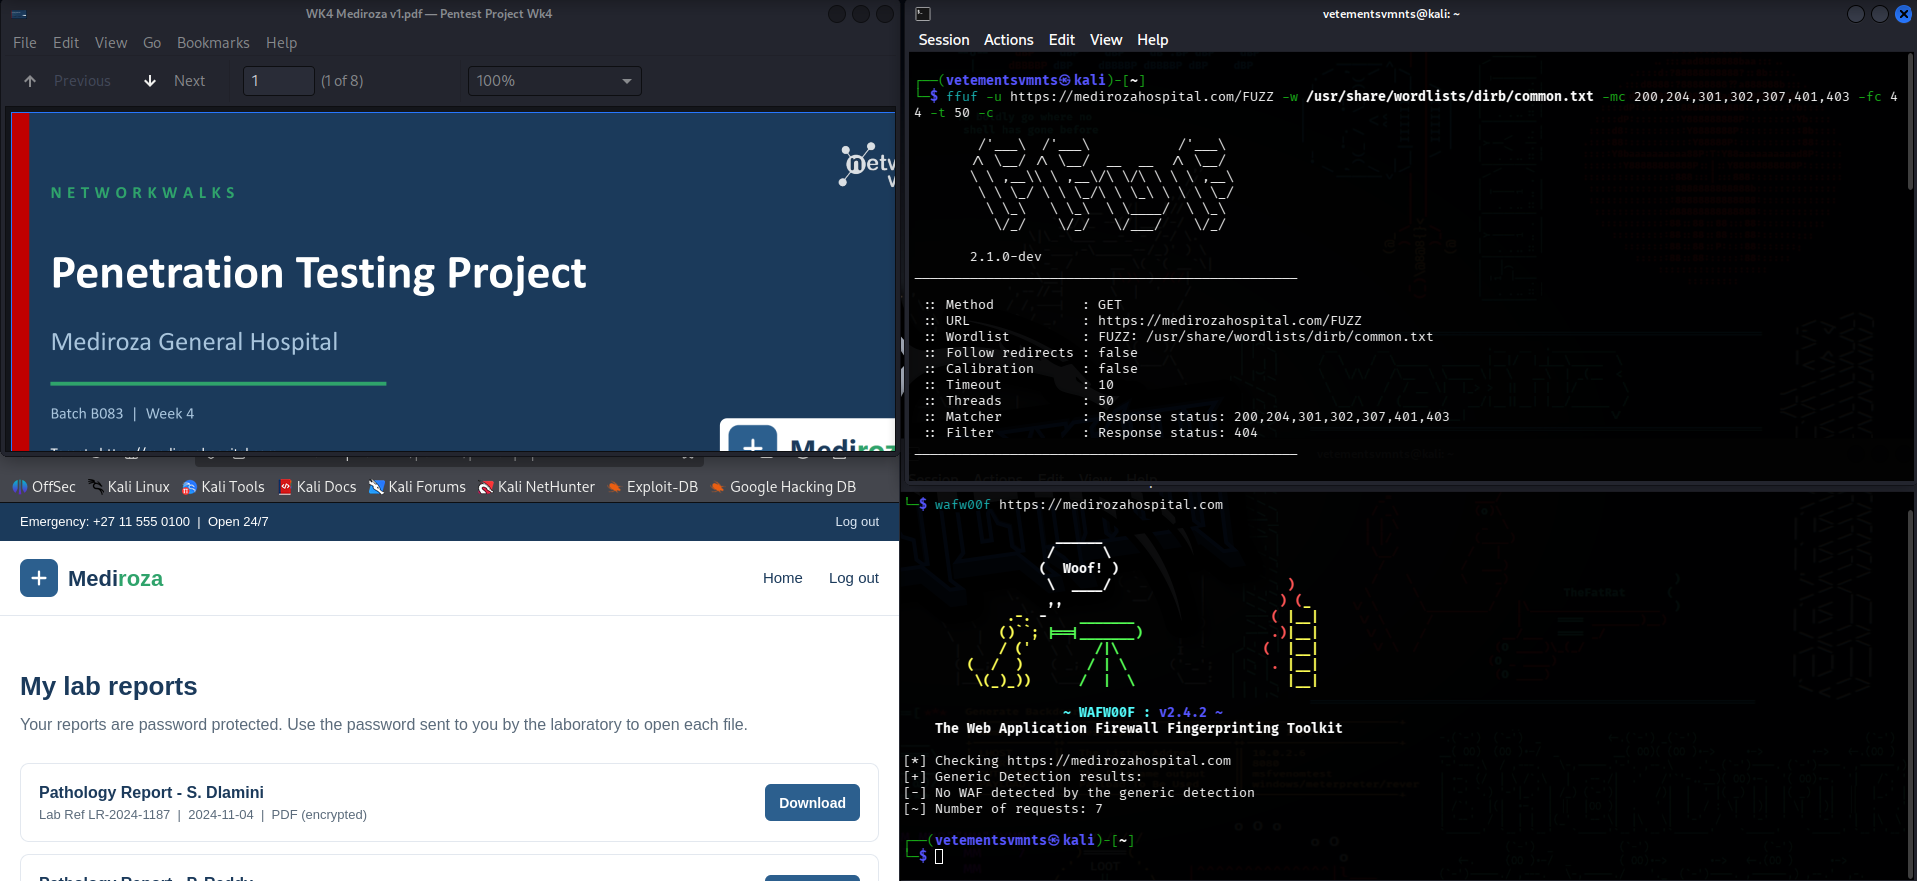 WK4 Mediroza v1.pdf — Pentest Project Wk4
File Edit View Go Bookmarks Help
Previous Next 1 (1 of 8) 100%
NETWORKWALKS
Penetration Testing Project
Mediroza General Hospital
Batch B083 | Week 4
Mediroza
OffSec Kali Linux Kali Tools Kali Docs Kali Forums Kali NetHunter Exploit-DB Google Hacking DB
Emergency: +27 11 555 0100 | Open 24/7 Log out
Mediroza Home Log out
My lab reports
Your reports are password protected. Use the password sent to you by the laboratory to open each file.
Pathology Report - S. Dlamini
Lab Ref LR-2024-1187 | 2024-11-04 | PDF (encrypted)
Download
vetementsvmnts@kali: ~
Session Actions Edit View Help
┌──(vetementsvmnts㉿kali)-[~]
└─$ ffuf -u https://medirozahospital.com/FUZZ -w /usr/share/wordlists/dirb/common.txt -mc 200,204,301,302,307,401,403 -fc 4
4 -t 50 -c
2.1.0-dev
:: Method : GET
:: URL : https://medirozahospital.com/FUZZ
:: Wordlist : FUZZ: /usr/share/wordlists/dirb/common.txt
:: Follow redirects : false
:: Calibration : false
:: Timeout : 10
:: Threads : 50
:: Matcher : Response status: 200,204,301,302,307,401,403
:: Filter : Response status: 404
└─$ wafw00f https://medirozahospital.com
Woof!
~ WAFW00F : v2.4.2 ~
The Web Application Firewall Fingerprinting Toolkit
[*] Checking https://medirozahospital.com
[+] Generic Detection results:
[-] No WAF detected by the generic detection
[~] Number of requests: 7
┌──(vetementsvmnts㉿kali)-[~]
└─$